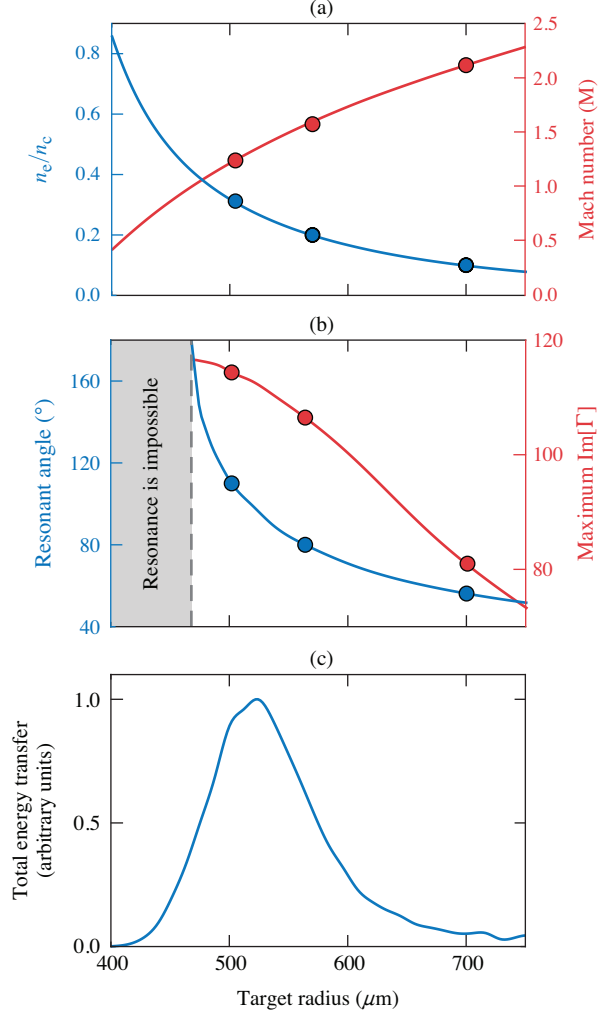 (a)
0.8
0.6
0.4
0.2
0.0
nₑ/n_c
2.5
2.0
1.5
1.0
0.5
0.0
Mach number (M)
(b)
160
120
80
40
Resonant angle (°)
Resonance is impossible
120
100
80
Maximum Im[Γ]
(c)
1.0
0.5
0.0
Total energy transfer
(arbitrary units)
400 500 600 700
Target radius (μm)